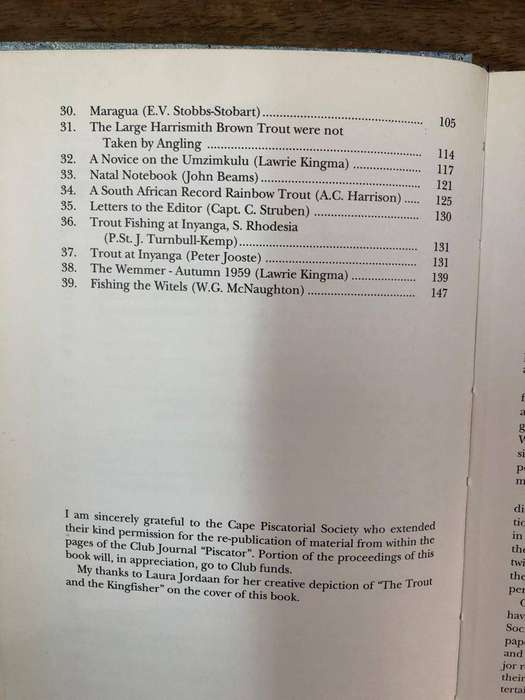 30. Maragua (E.V. Stobbs-Stobart).................................................. 105
31. The Large Harrismith Brown Trout were not
Taken by Angling .................................................................. 114
32. A Novice on the Umzimkulu (Lawrie Kingma) .................... 117
33. Natal Notebook (John Beams)................................................ 121
34. A South African Record Rainbow Trout (A.C. Harrison) ..... 125
35. Letters to the Editor (Capt. C. Struben) ................................ 130
36. Trout Fishing at Inyanga, S. Rhodesia
(P.St. J. Turnbull-Kemp)...................................................... 131
37. Trout at Inyanga (Peter Jooste) ............................................. 131
38. The Wemmer - Autumn 1959 (Lawrie Kingma) ................... 139
39. Fishing the Witels (W.G. McNaughton) ................................ 147
I am sincerely grateful to the Cape Piscatorial Society who extended
their kind permission for the re-publication of material from within the
pages of the Club Journal "Piscator". Portion of the proceedings of this
book will, in appreciation, go to Club funds.
My thanks to Laura Jordaan for her creative depiction of "The Trout
and the Kingfisher" on the cover of this book.